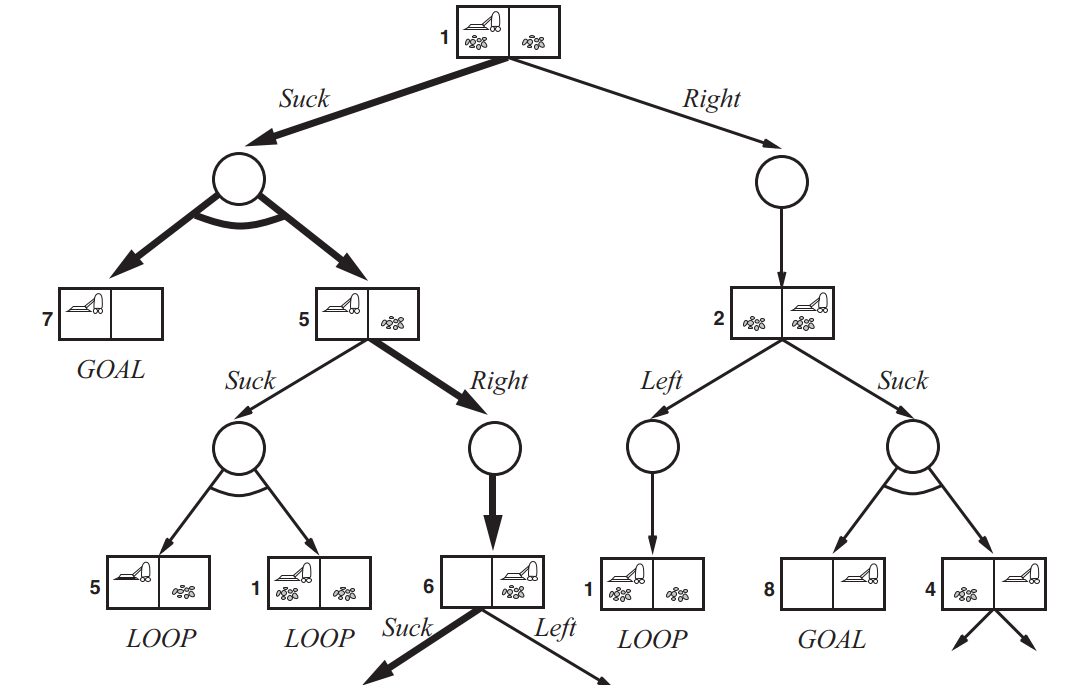 1
Suck
Right
7
5
2
GOAL
Suck
Right
Left
Suck
5
1
6
1
8
4
LOOP
LOOP
Suck
Left
LOOP
GOAL